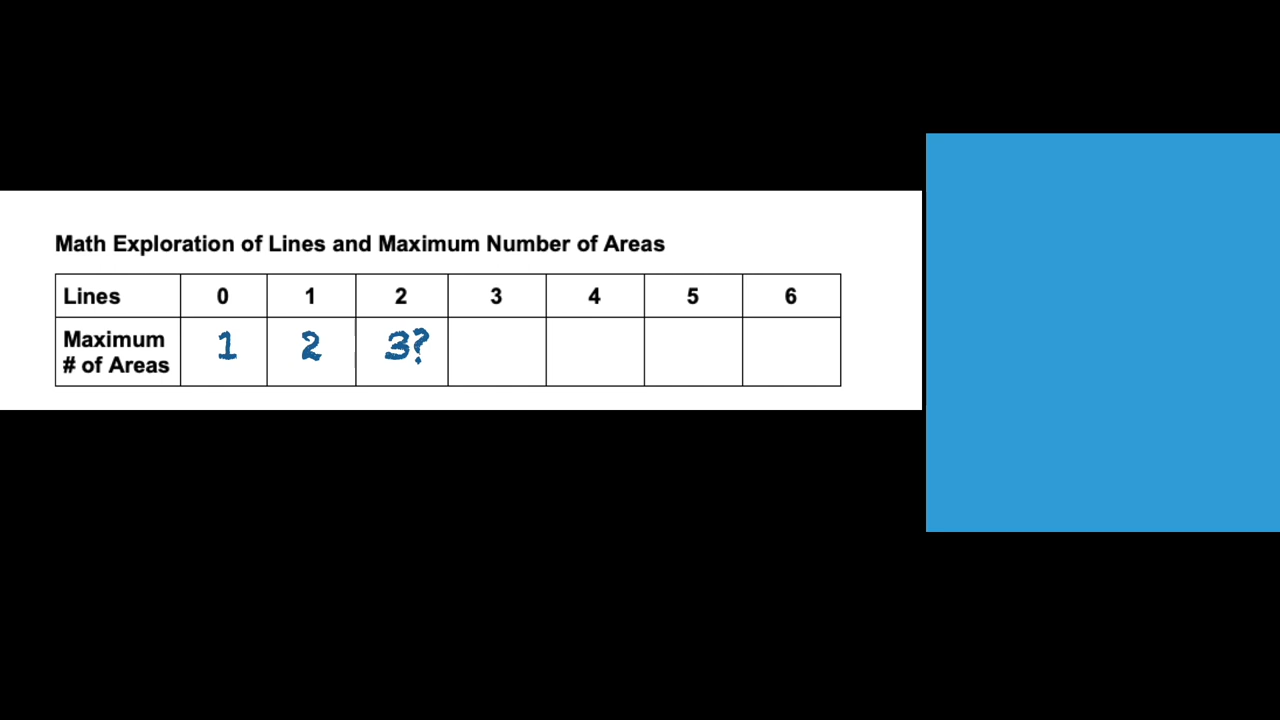 Math Exploration of Lines and Maximum Number of Areas
Lines 0 1 2 3 4 5 6
Maximum # of Areas 1 2 3?